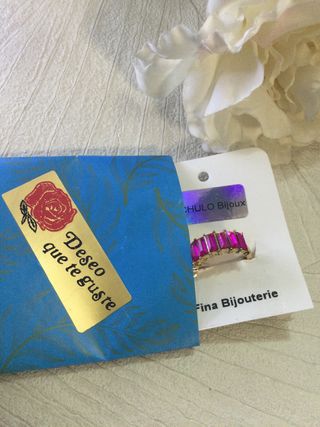 Deseo
que te guste
CHULO Bijoux
Fina Bijouterie